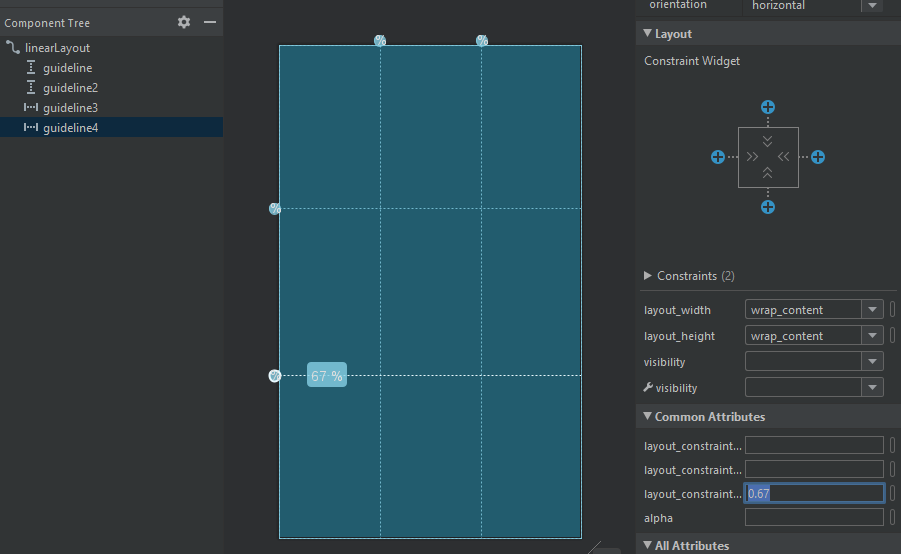 Component Tree
linearLayout
guideline
guideline2
guideline3
guideline4
%
%
%
%
67 %
orientation
horizontal
Layout
Constraint Widget
Constraints (2)
layout_width
wrap_content
layout_height
wrap_content
visibility
visibility
Common Attributes
layout_constraint...
layout_constraint...
layout_constraint...
0.67
alpha
All Attributes